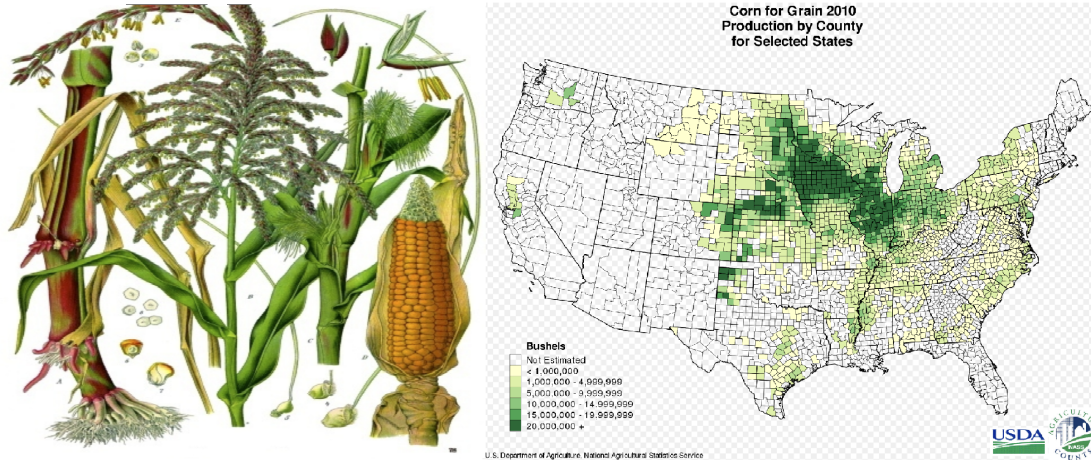 Corn for Grain 2010
Production by County
for Selected States
Bushels
Not Estimated
< 1,000,000
1,000,000 - 4,999,999
5,000,000 - 9,999,999
10,000,000 - 14,999,999
15,000,000 - 19,999,999
20,000,000 +
U.S. Department of Agriculture, National Agricultural Statistics Service
USDA